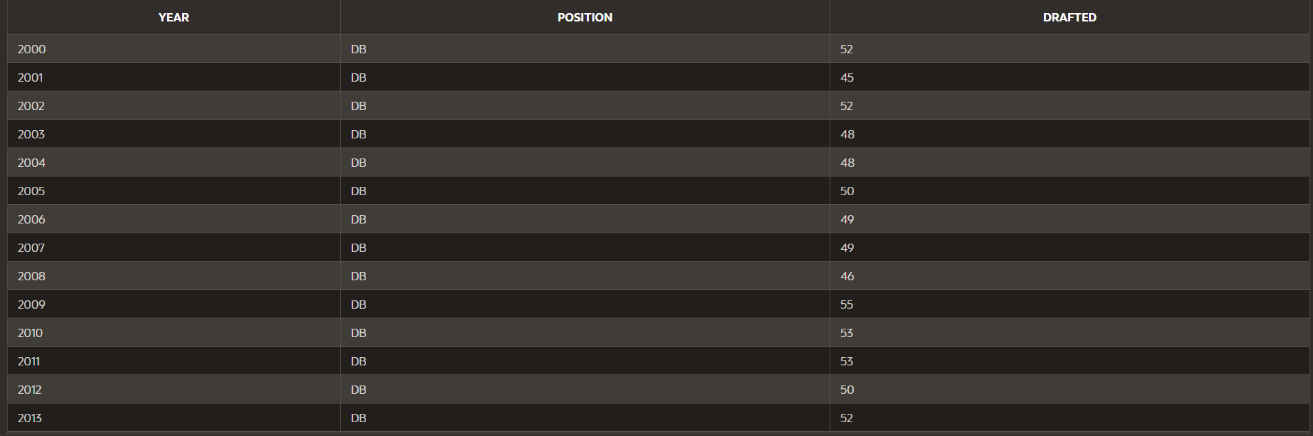 YEAR POSITION DRAFTED
2000 DB 52
2001 DB 45
2002 DB 52
2003 DB 48
2004 DB 48
2005 DB 50
2006 DB 49
2007 DB 49
2008 DB 46
2009 DB 55
2010 DB 53
2011 DB 53
2012 DB 50
2013 DB 52